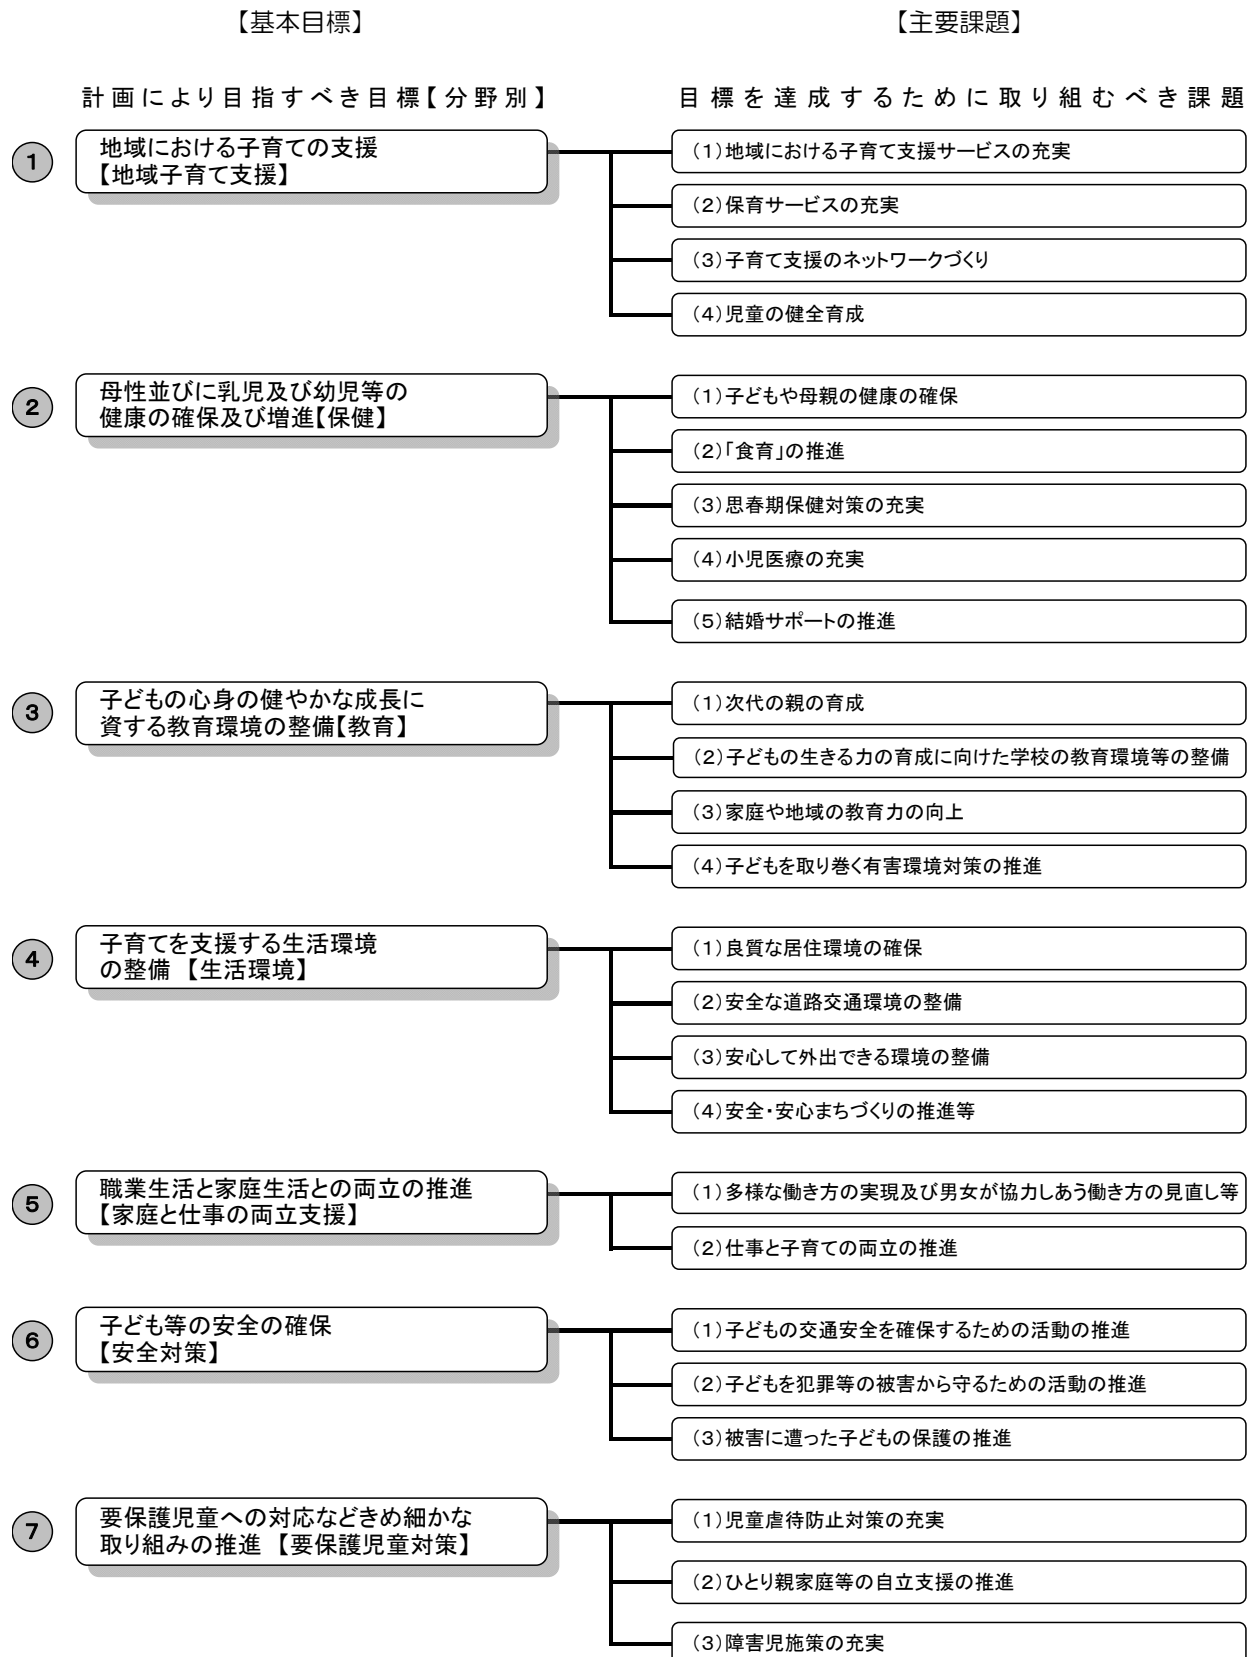 【基本目標】
【主要課題】
計画により目指すべき目標【分野別】
目標を達成するために取り組むべき課題
1
地域における子育ての支援
【地域子育て支援】
（1）地域における子育て支援サービスの充実
（2）保育サービスの充実
（3）子育て支援のネットワークづくり
（4）児童の健全育成
2
母性並びに乳児及び幼児等の
健康の確保及び増進【保健】
（1）子どもや母親の健康の確保
（2）「食育」の推進
（3）思春期保健対策の充実
（4）小児医療の充実
（5）結婚サポートの推進
3
子どもの心身の健やかな成長に
資する教育環境の整備【教育】
（1）次代の親の育成
（2）子どもの生きる力の育成に向けた学校の教育環境等の整備
（3）家庭や地域の教育力の向上
（4）子どもを取り巻く有害環境対策の推進
4
子育てを支援する生活環境
の整備 【生活環境】
（1）良質な居住環境の確保
（2）安全な道路交通環境の整備
（3）安心して外出できる環境の整備
（4）安全・安心まちづくりの推進等
5
職業生活と家庭生活との両立の推進
【家庭と仕事の両立支援】
（1）多様な働き方の実現及び男女が協力しあう働き方の見直し等
（2）仕事と子育ての両立の推進
6
子ども等の安全の確保
【安全対策】
（1）子どもの交通安全を確保するための活動の推進
（2）子どもを犯罪等の被害から守るための活動の推進
（3）被害に遭った子どもの保護の推進
7
要保護児童への対応などきめ細かな
取り組みの推進 【要保護児童対策】
（1）児童虐待防止対策の充実
（2）ひとり親家庭等の自立支援の推進
（3）障害児施策の充実